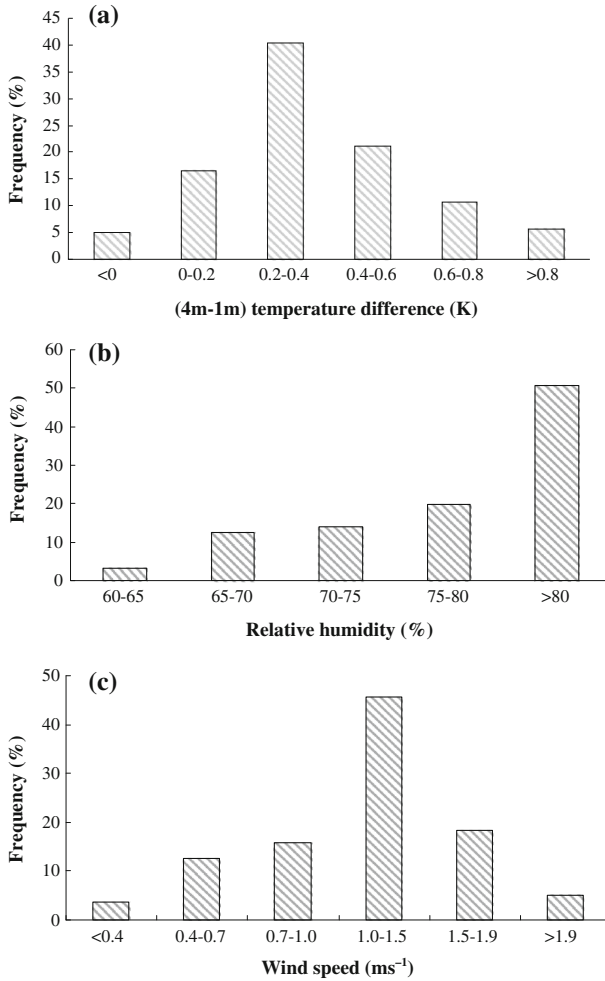 (a)
Frequency (%)
45
40
35
30
25
20
15
10
5
0
<0 0-0.2 0.2-0.4 0.4-0.6 0.6-0.8 >0.8
(4m-1m) temperature difference (K)
(b)
Frequency (%)
60
50
40
30
20
10
0
60-65 65-70 70-75 75-80 >80
Relative humidity (%)
(c)
Frequency (%)
50
40
30
20
10
0
<0.4 0.4-0.7 0.7-1.0 1.0-1.5 1.5-1.9 >1.9
Wind speed (ms⁻¹)